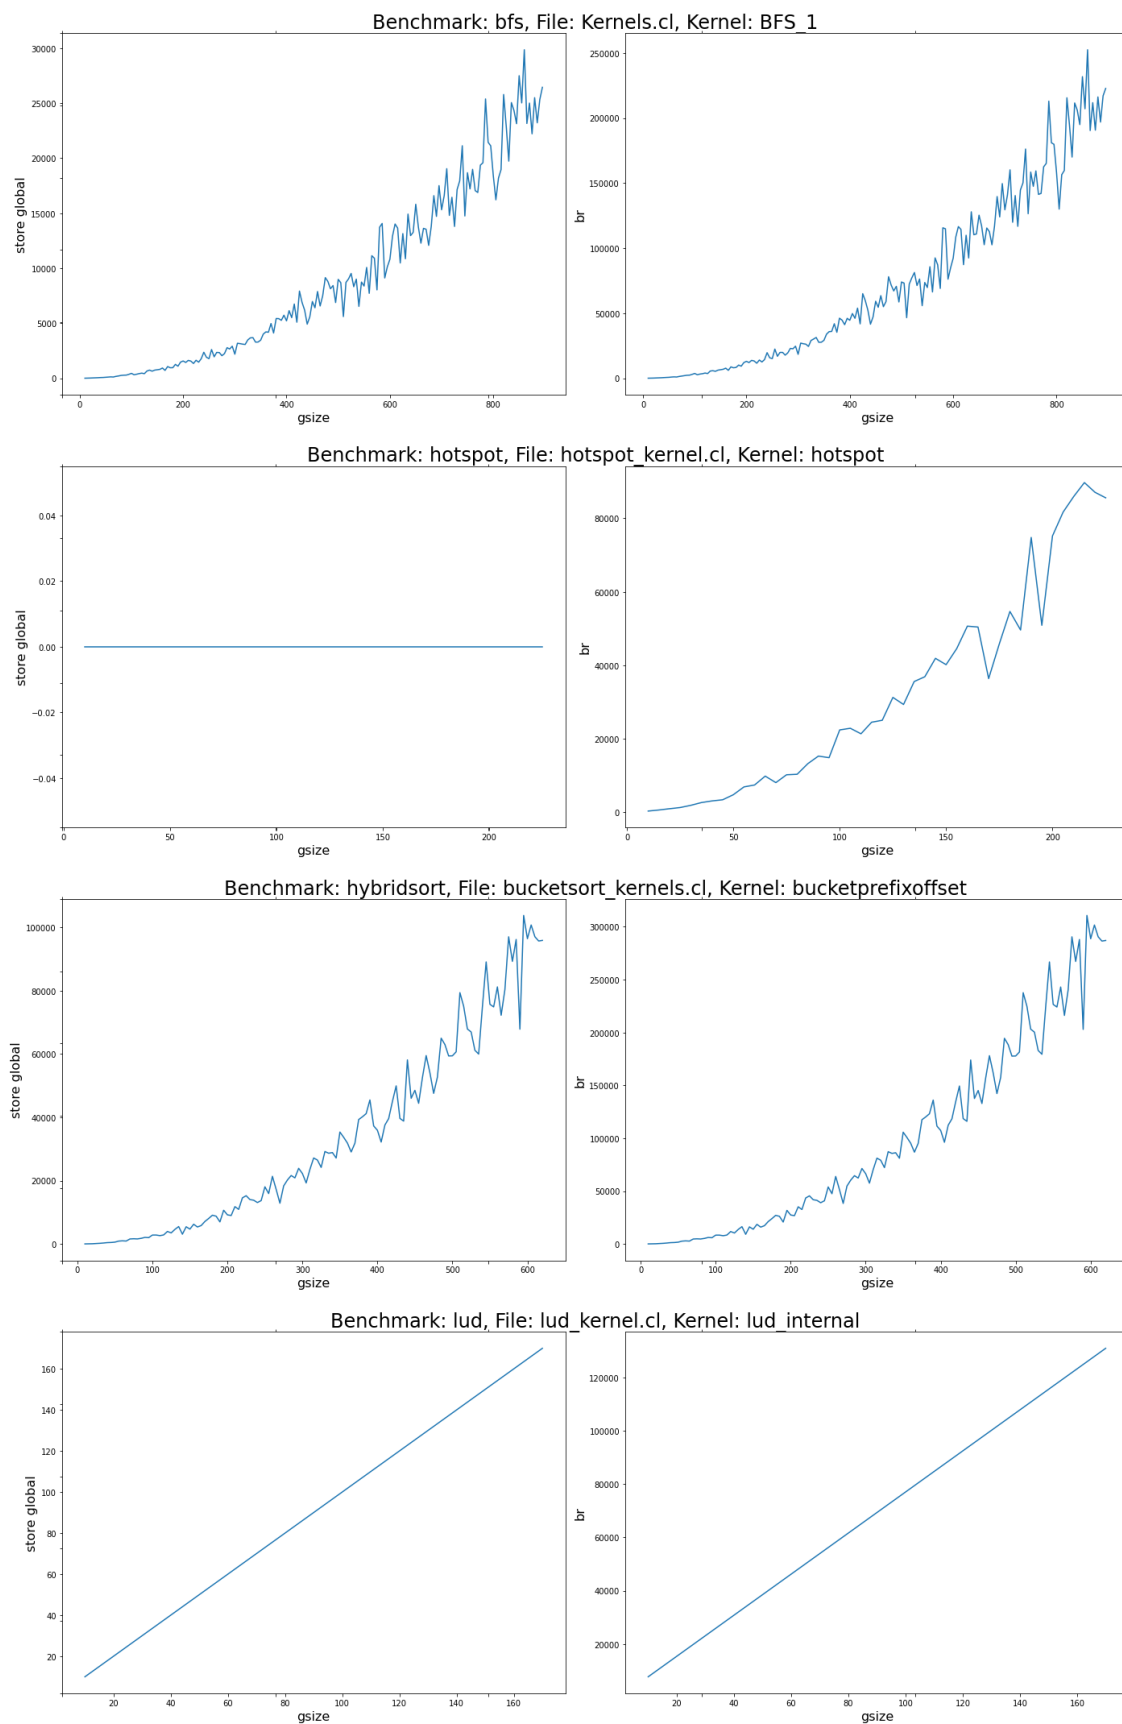 Benchmark: bfs, File: Kernels.cl, Kernel: BFS_1
30000
25000
20000
15000
10000
5000
0
store global
0 200 400 600 800
gsize
250000
200000
150000
100000
50000
0
br
0 200 400 600 800
gsize
Benchmark: hotspot, File: hotspot_kernel.cl, Kernel: hotspot
0.04
0.02
0.00
−0.02
−0.04
store global
0 50 100 150 200
gsize
80000
60000
40000
20000
0
br
0 50 100 150 200
gsize
Benchmark: hybridsort, File: bucketsort_kernels.cl, Kernel: bucketprefixoffset
100000
80000
60000
40000
20000
0
store global
0 100 200 300 400 500 600
gsize
300000
250000
200000
150000
100000
50000
0
br
0 100 200 300 400 500 600
gsize
Benchmark: lud, File: lud_kernel.cl, Kernel: lud_internal
160
140
120
100
80
60
40
20
store global
20 40 60 80 100 120 140 160
gsize
120000
100000
80000
60000
40000
20000
br
20 40 60 80 100 120 140 160
gsize